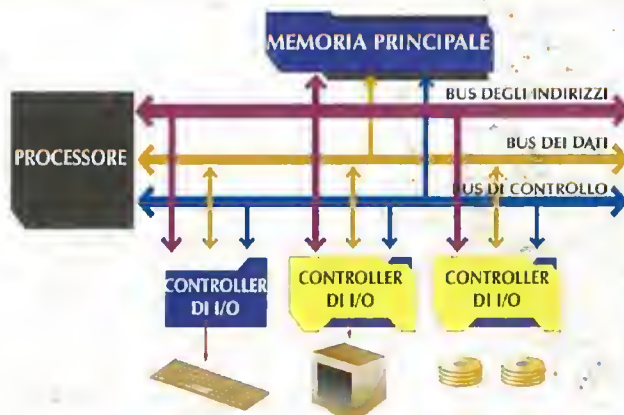 MEMORIA PRINCIPALE
BUS DEGLI INDIRIZZI
PROCESSORE
BUS DEI DATI
BUS DI CONTROLLO
CONTROLLER
DI I/O
CONTROLLER
DI I/O
CONTROLLER
DI I/O